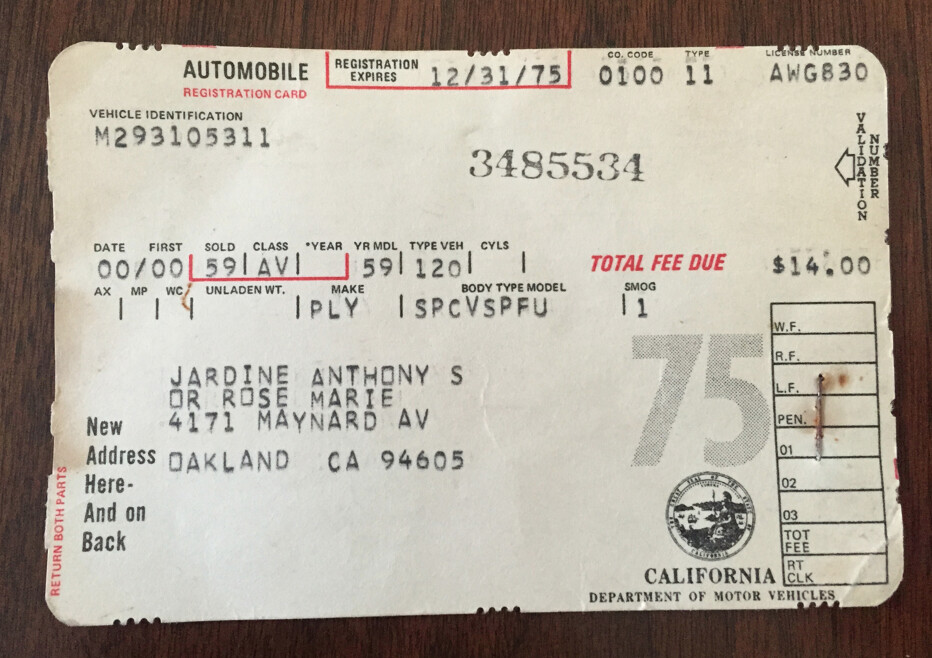 AUTOMOBILE
REGISTRATION CARD
REGISTRATION EXPIRES 12/31/75
CO. CODE TYPE LICENSE NUMBER
0100 11 AWG830
VEHICLE IDENTIFICATION
M293105311
3485534
VALIDATION NUMBER
DATE FIRST SOLD CLASS *YEAR YR MDL TYPE VEH CYLS
00/00 59 AV 59 120
TOTAL FEE DUE $14.00
AX MP WC UNLADEN WT. MAKE BODY TYPE MODEL SMOG
PLY SPCVSPFU 1
75
W.F.
R.F.
L.F.
PEN.
01
02
03
TOT FEE
RT CLK
JARDINE ANTHONY S
OR ROSE MARIE
4171 MAYNARD AV
OAKLAND CA 94605
New
Address
Here-
And on
Back
RETURN BOTH PARTS
CALIFORNIA
DEPARTMENT OF MOTOR VEHICLES